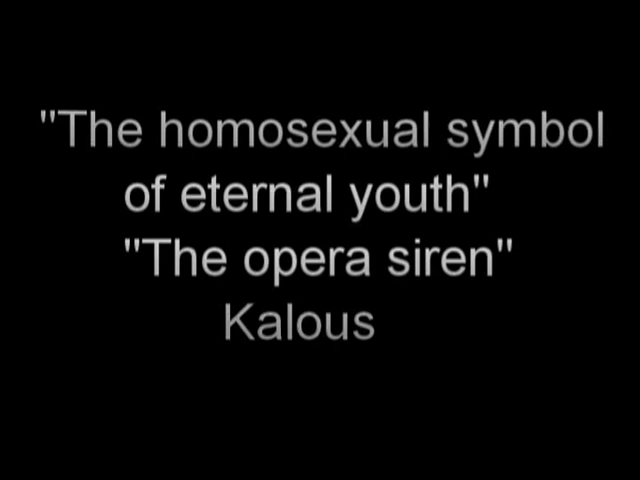 "The homosexual symbol
of eternal youth"
"The opera siren"
Kalous